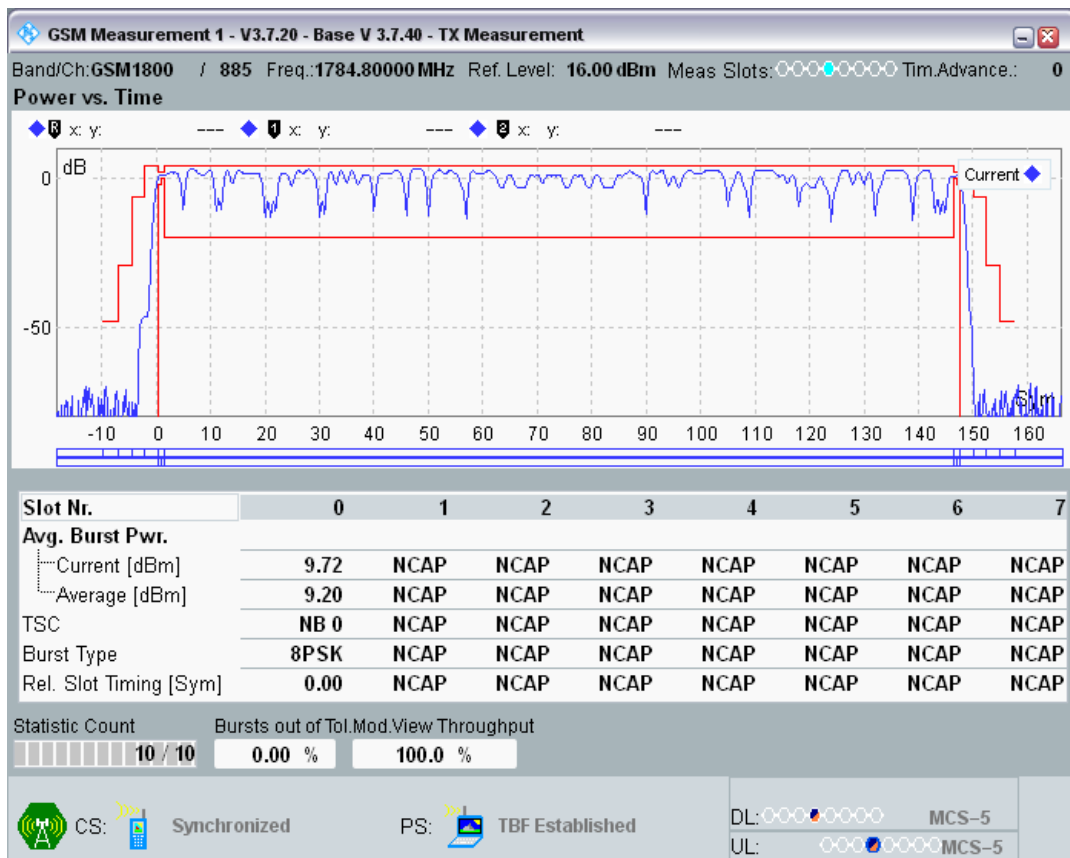 GSM Measurement 1 - V3.7.20 - Base V 3.7.40 - TX Measurement
Band/Ch:GSM1800 / 885 Freq.:1784.80000 MHz Ref. Level: 16.00 dBm Meas Slots: Tim.Advance.: 0
Power vs. Time
R x: y: --- 1 x: y: --- 2 x: y: ---
dB
Current
0
-50
Sym
-10 0 10 20 30 40 50 60 70 80 90 100 110 120 130 140 150 160
Slot Nr. 0 1 2 3 4 5 6 7
Avg. Burst Pwr.
Current [dBm] 9.72 NCAP NCAP NCAP NCAP NCAP NCAP NCAP
Average [dBm] 9.20 NCAP NCAP NCAP NCAP NCAP NCAP NCAP
TSC NB 0 NCAP NCAP NCAP NCAP NCAP NCAP NCAP
Burst Type 8PSK NCAP NCAP NCAP NCAP NCAP NCAP NCAP
Rel. Slot Timing [Sym] 0.00 NCAP NCAP NCAP NCAP NCAP NCAP NCAP
Statistic Count Bursts out of Tol.Mod.View Throughput
10 / 10 0.00 % 100.0 %
CS: Synchronized PS: TBF Established
DL: MCS-5
UL: MCS-5